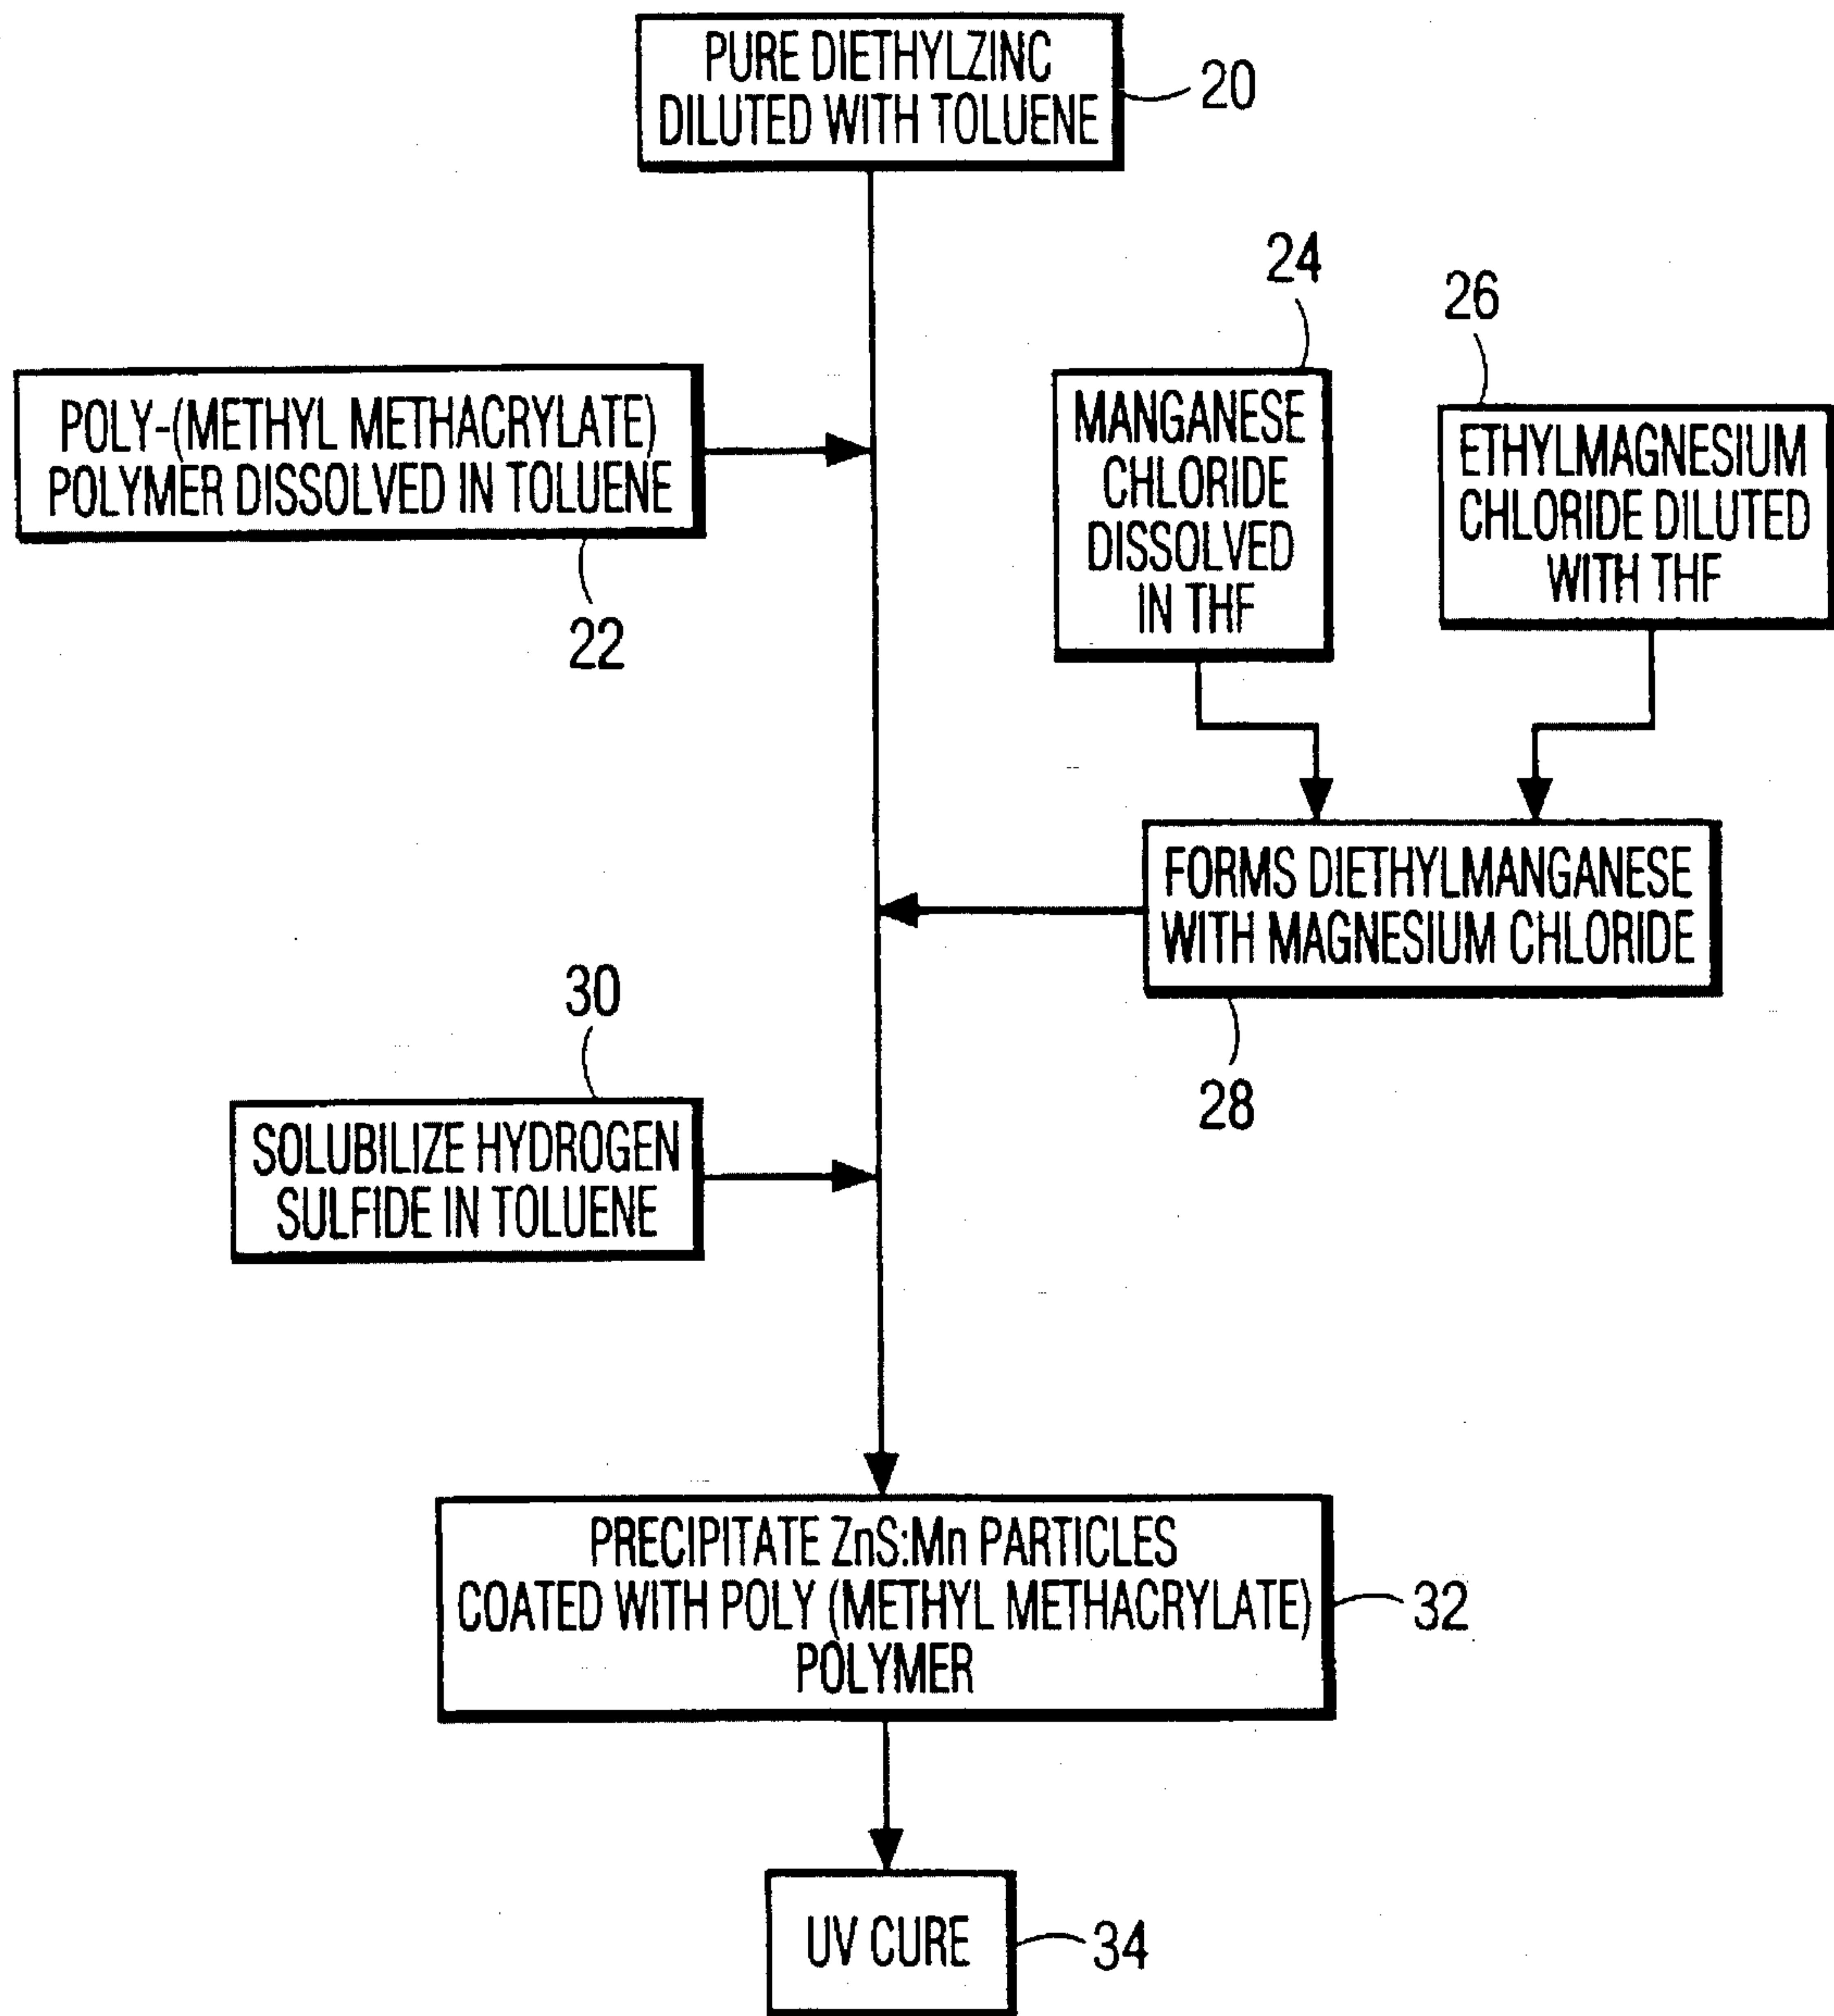 PURE DIETHYLZINC
DILUTED WITH TOLUENE
20
24
26
POLY-(METHYL METHACRYLATE)
POLYMER DISSOLVED IN TOLUENE
22
MANGANESE
CHLORIDE
DISSOLVED
IN THF
ETHYLMAGNESIUM
CHLORIDE DILUTED
WITH THF
FORMS DIETHYLMANGANESE
WITH MAGNESIUM CHLORIDE
28
30
SOLUBILIZE HYDROGEN
SULFIDE IN TOLUENE
PRECIPITATE ZnS:Mn PARTICLES
COATED WITH POLY (METHYL METHACRYLATE)
POLYMER
32
UV CURE
34